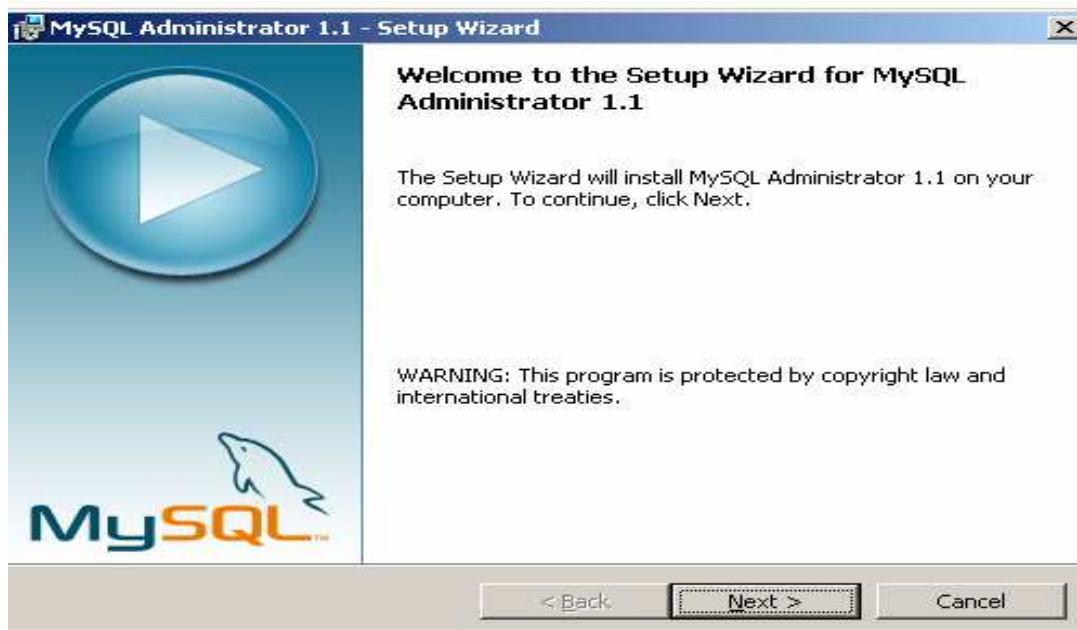 MySQL Administrator 1.1 - Setup Wizard
Welcome to the Setup Wizard for MySQL
Administrator 1.1
The Setup Wizard will install MySQL Administrator 1.1 on your
computer. To continue, click Next.
WARNING: This program is protected by copyright law and
international treaties.
MySQL
< Back
Next >
Cancel